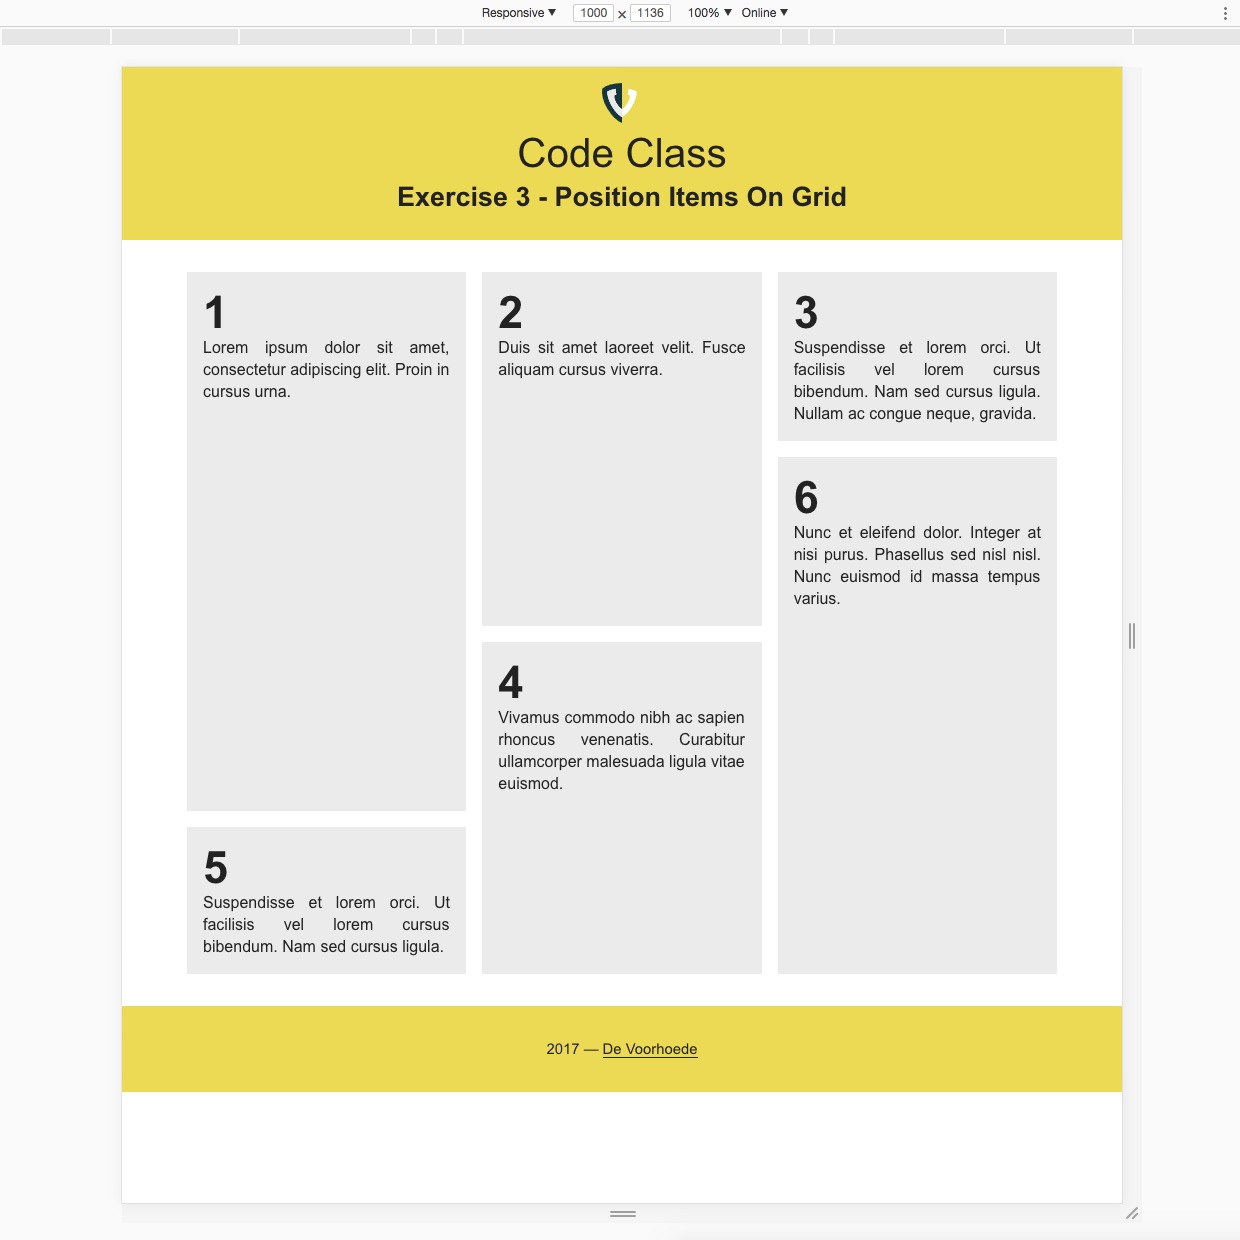 Responsive ▼ 1000 × 1136 100% ▼ Online ▼
Code Class
Exercise 3 - Position Items On Grid
1
Lorem ipsum dolor sit amet,
consectetur adipiscing elit. Proin in
cursus urna.
2
Duis sit amet laoreet velit. Fusce
aliquam cursus viverra.
3
Suspendisse et lorem orci. Ut
facilisis vel lorem cursus
bibendum. Nam sed cursus ligula.
Nullam ac congue neque, gravida.
4
Vivamus commodo nibh ac sapien
rhoncus venenatis. Curabitur
ullamcorper malesuada ligula vitae
euismod.
5
Suspendisse et lorem orci. Ut
facilisis vel lorem cursus
bibendum. Nam sed cursus ligula.
6
Nunc et eleifend dolor. Integer at
nisi purus. Phasellus sed nisl nisl.
Nunc euismod id massa tempus
varius.
2017 — De Voorhoede